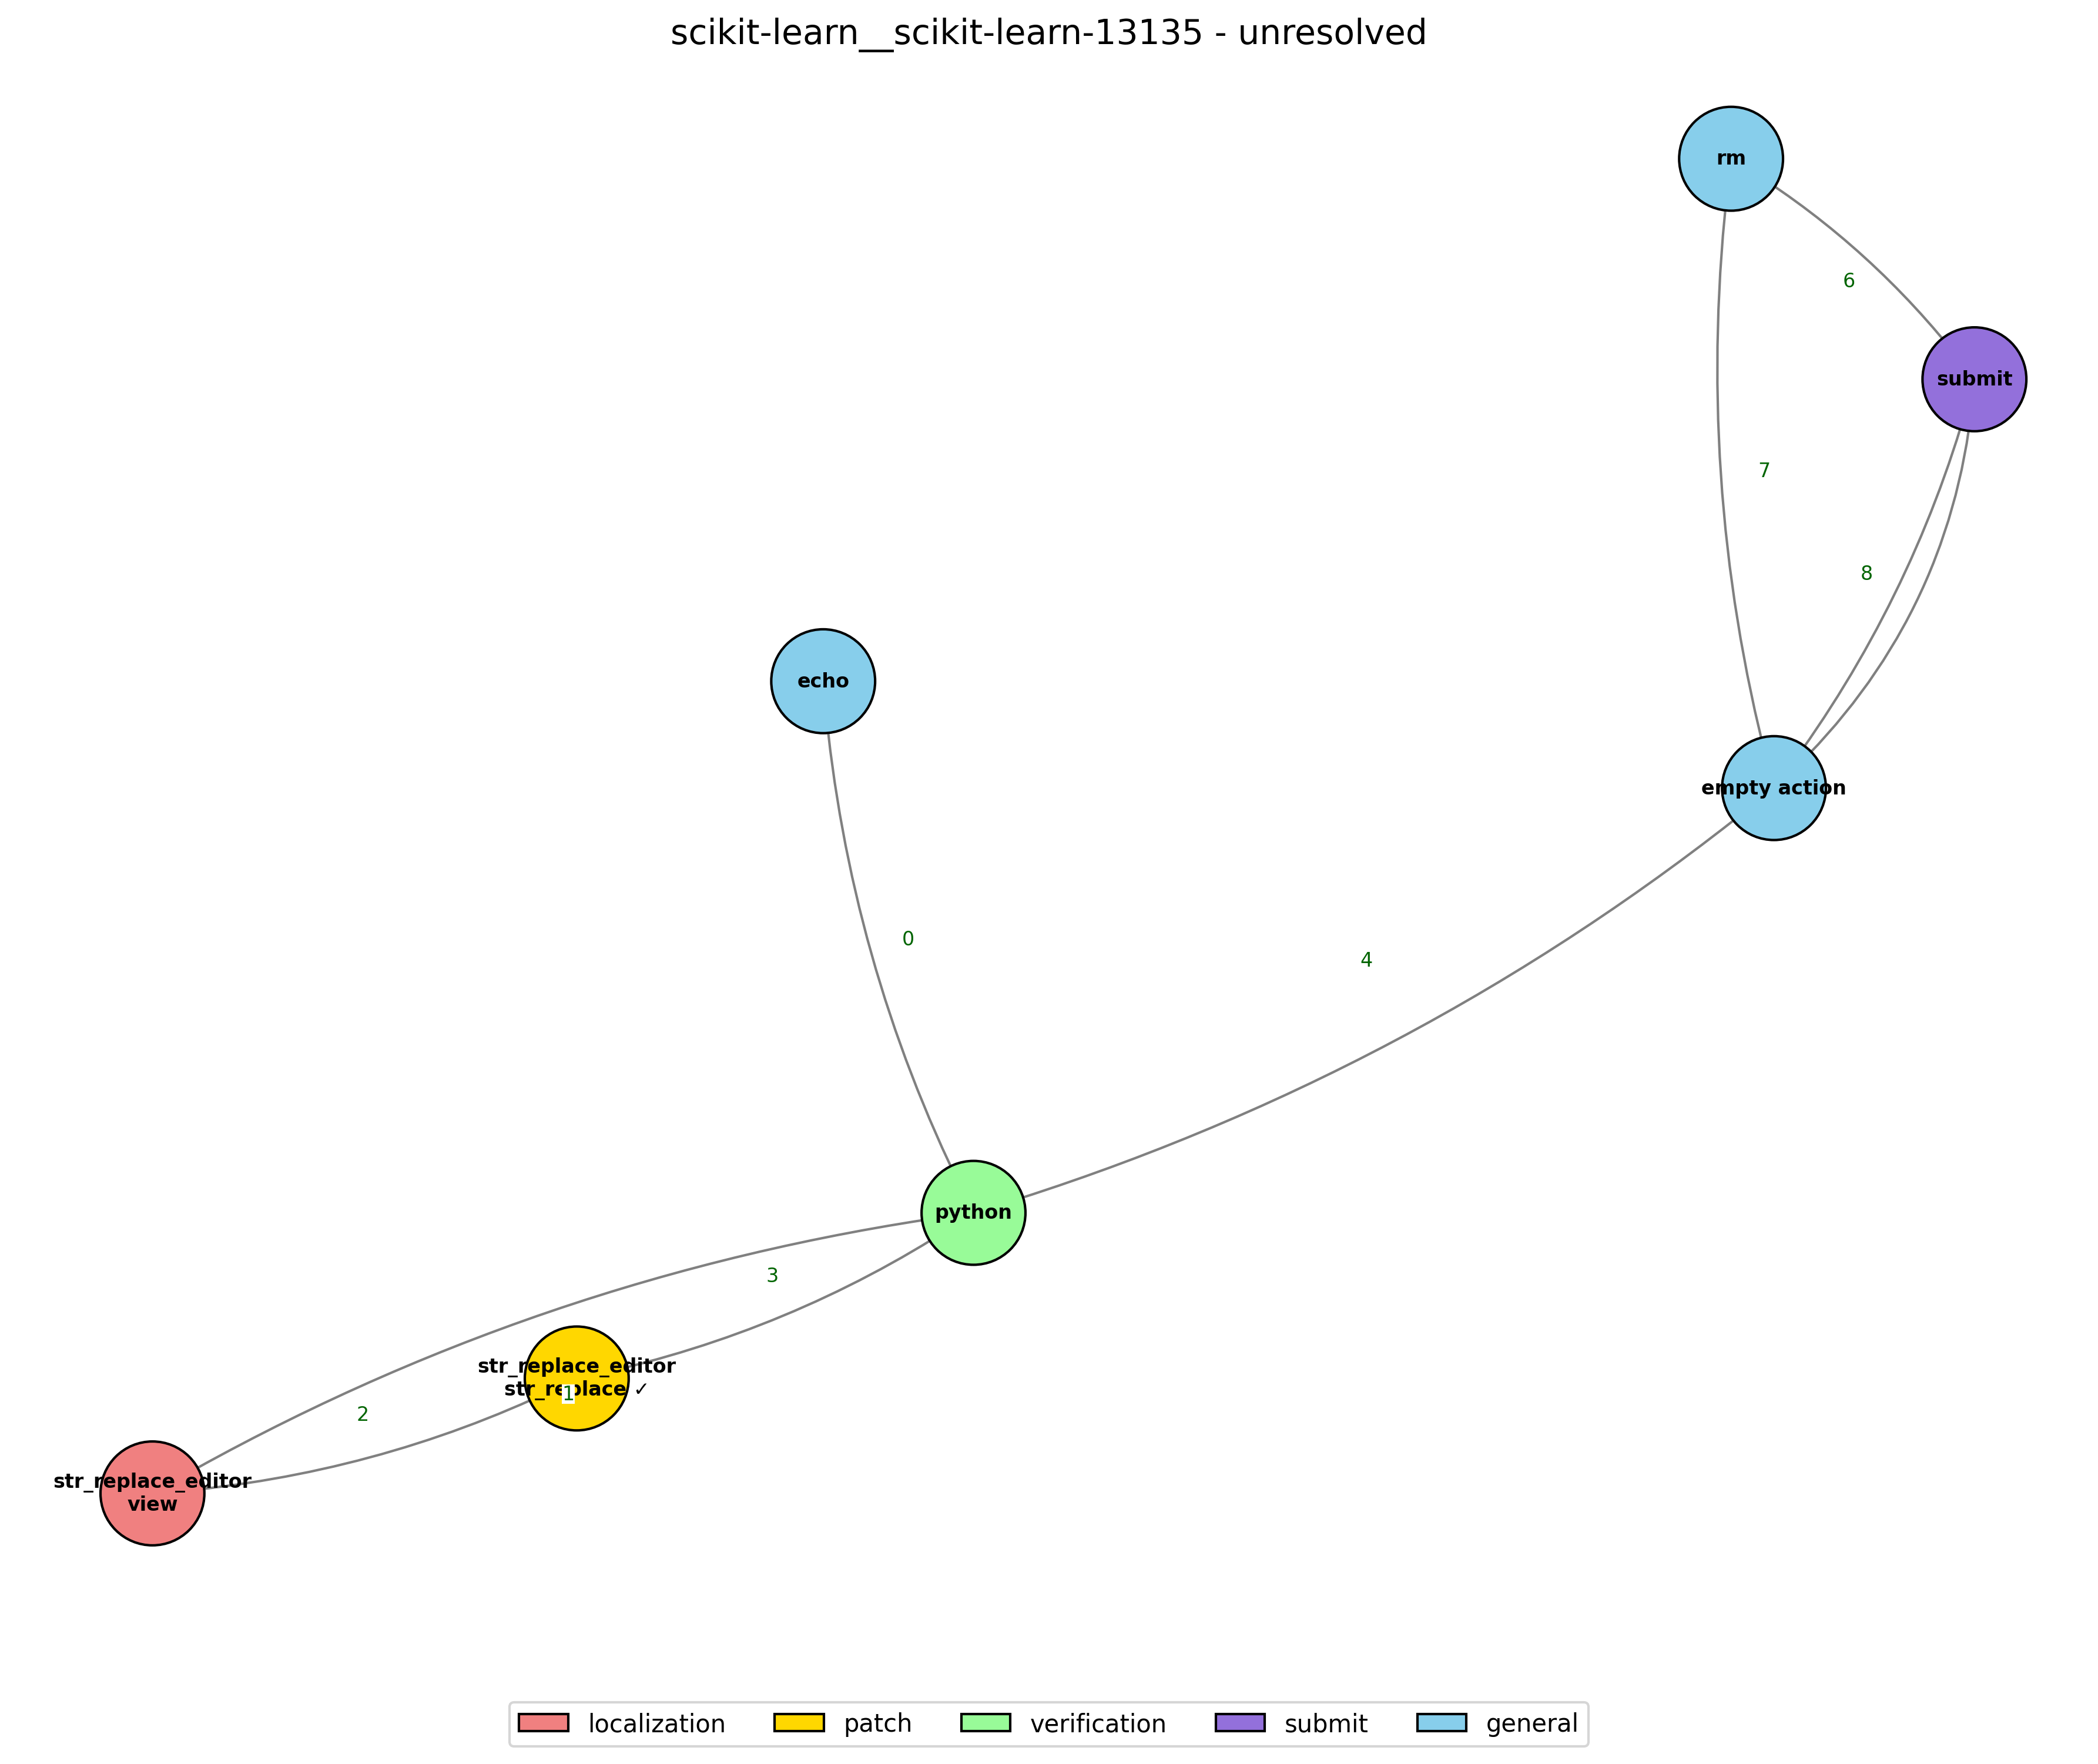 scikit-learn__scikit-learn-13135 - unresolved
rm
6
submit
7
8
echo
empty action
0
4
python
3
str_replace_editor
str_replace ✓
1
2
str_replace_editor
view
localization
patch
verification
submit
general